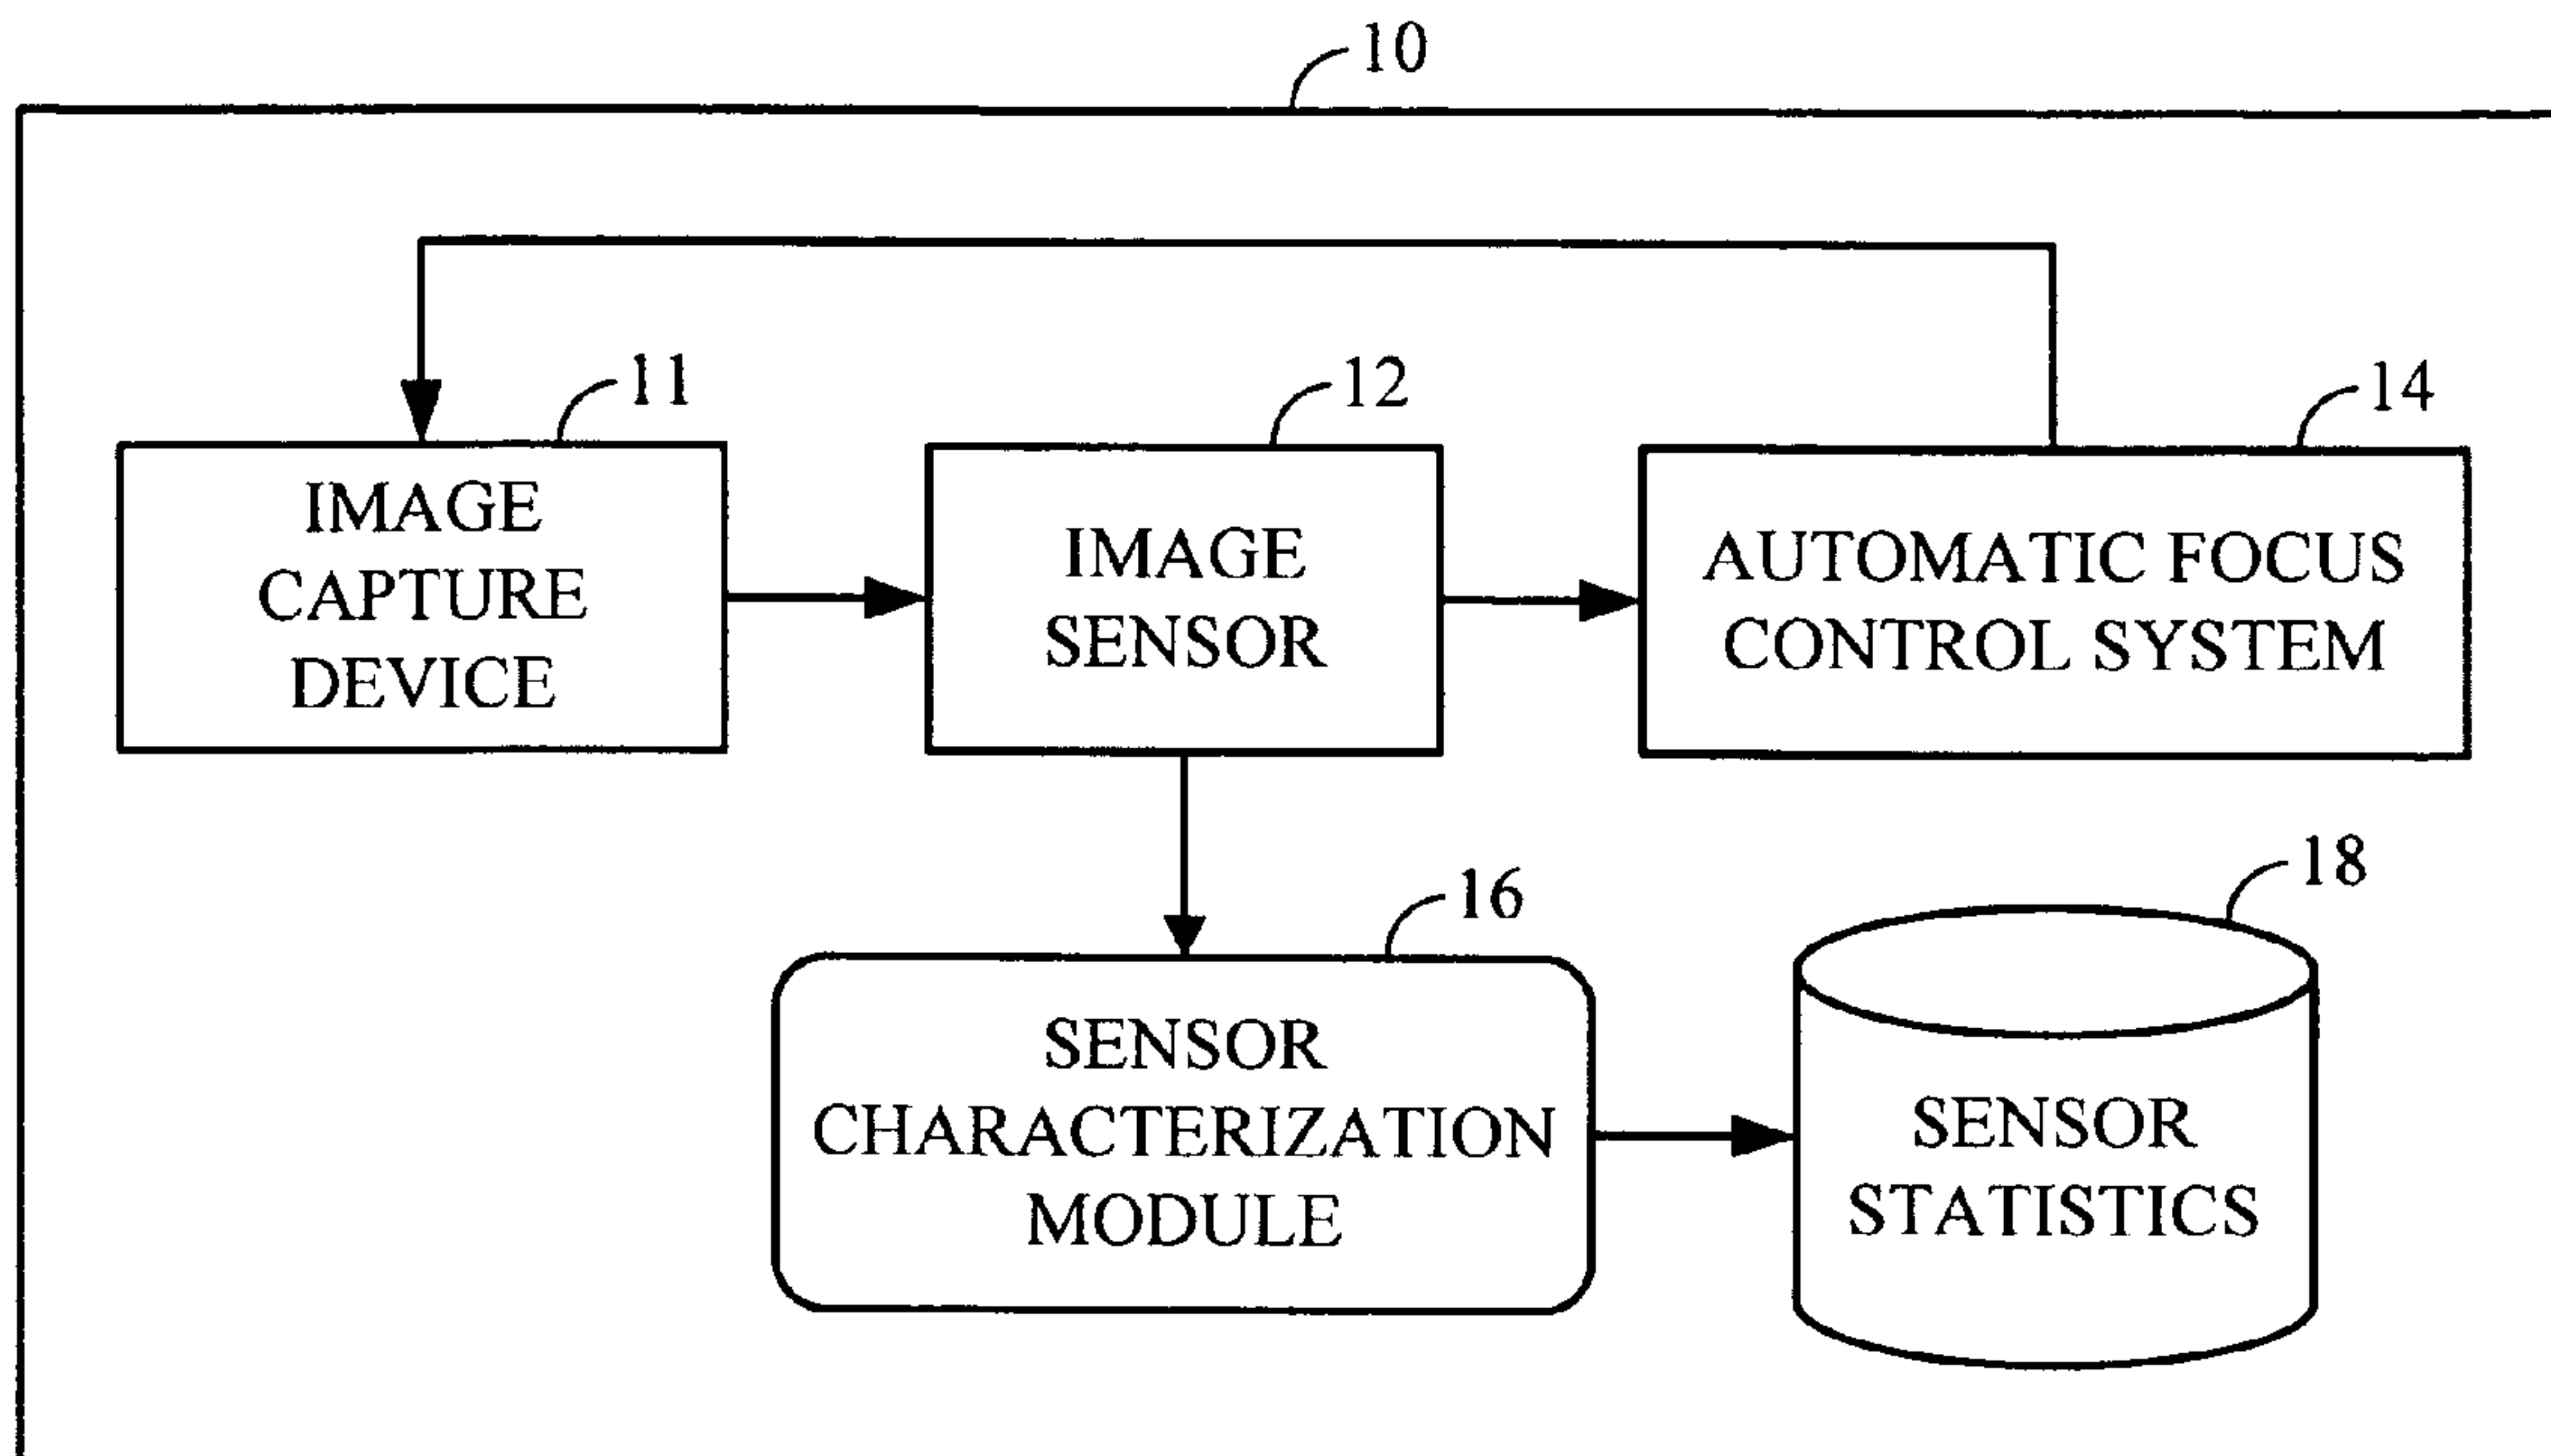 10
11
12
14
IMAGE
CAPTURE
DEVICE
IMAGE
SENSOR
AUTOMATIC FOCUS
CONTROL SYSTEM
16
18
SENSOR
CHARACTERIZATION
MODULE
SENSOR
STATISTICS